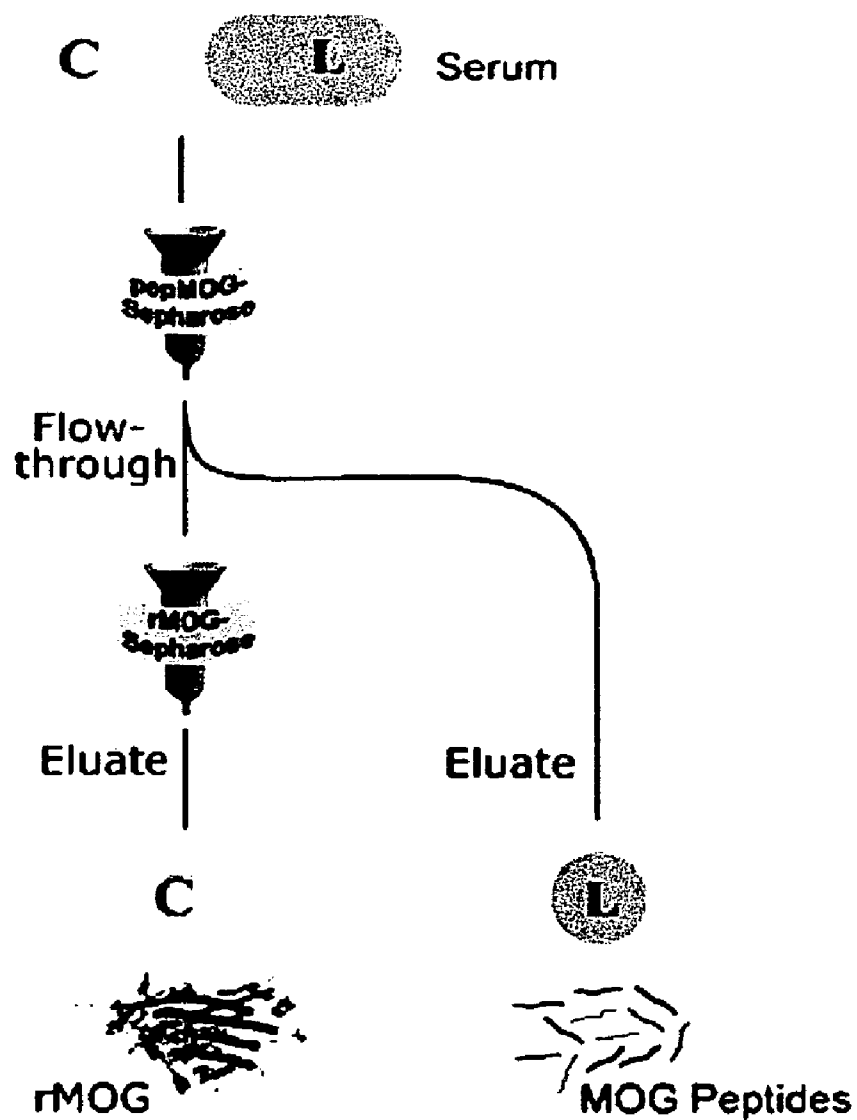 C L Serum
pepMOG-
Sepharose
Flow-
through
rMOG-
Sepharose
Eluate Eluate
C L
rMOG MOG Peptides